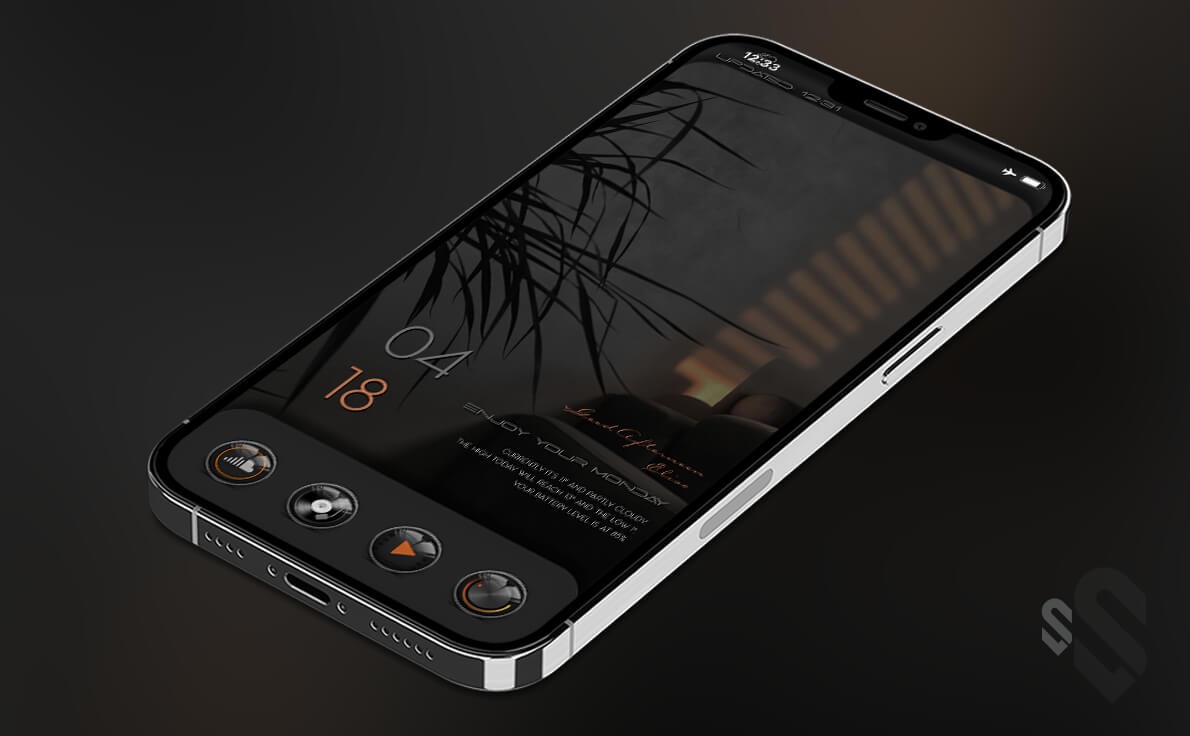 12:33
UPDATED 12:31
04
18
Good Afternoon
Elise
ENJOY YOUR MONDAY
CURRENTLY IT'S 11° AND PARTLY CLOUDY
THE HIGH TODAY WILL REACH 13° AND THE LOW 1°.
YOUR BATTERY LEVEL IS AT 85%